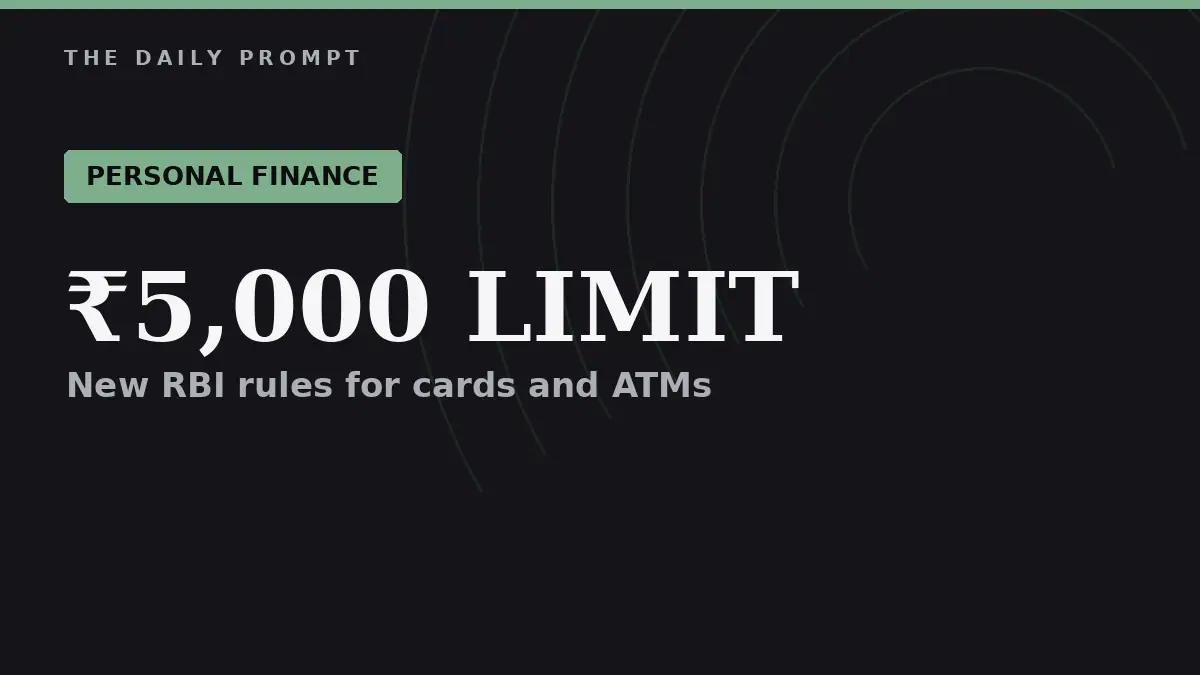 THE DAILY PROMPT
PERSONAL FINANCE
₹5,000 LIMIT
New RBI rules for cards and ATMs